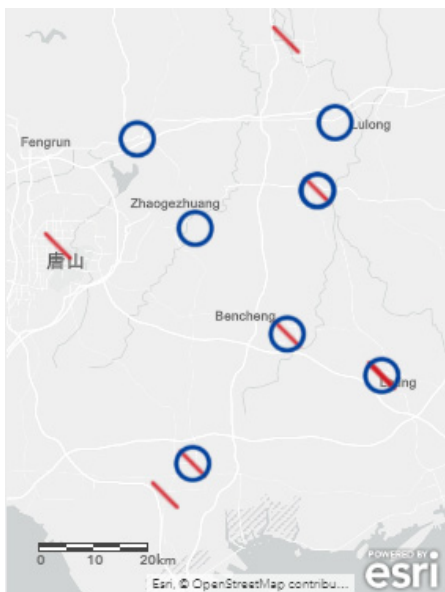 Lulong
Fengrun
Zhaogezhuang
唐山
Bencheng
0 10 20km
POWERED BY
esri
Esri, © OpenStreetMap contribu...